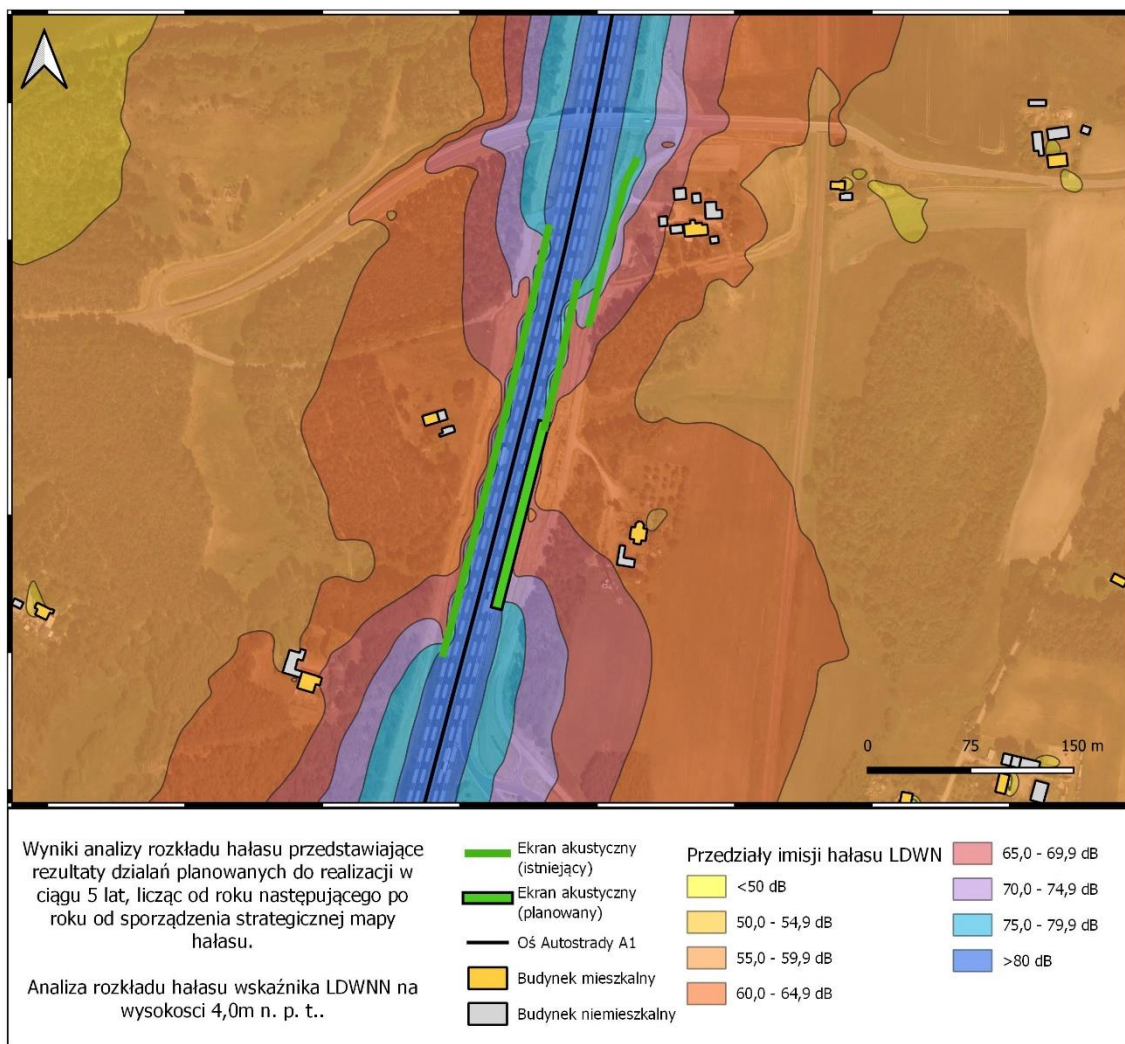 0 75 150 m
Wyniki analizy rozkładu hałasu przedstawiające
rezultaty działań planowanych do realizacji w
ciągu 5 lat, licząc od roku następującego po
roku od sporządzenia strategicznej mapy
hałasu.
Analiza rozkładu hałasu wskaźnika LDWNN na
wysokosci 4,0m n. p. t..
Ekran akustyczny
(istniejący)
Ekran akustyczny
(planowany)
Oś Autostrady A1
Budynek mieszkalny
Budynek niemieszkalny
Przedziały imisji hałasu LDWN
<50 dB
50,0 - 54,9 dB
55,0 - 59,9 dB
60,0 - 64,9 dB
65,0 - 69,9 dB
70,0 - 74,9 dB
75,0 - 79,9 dB
>80 dB